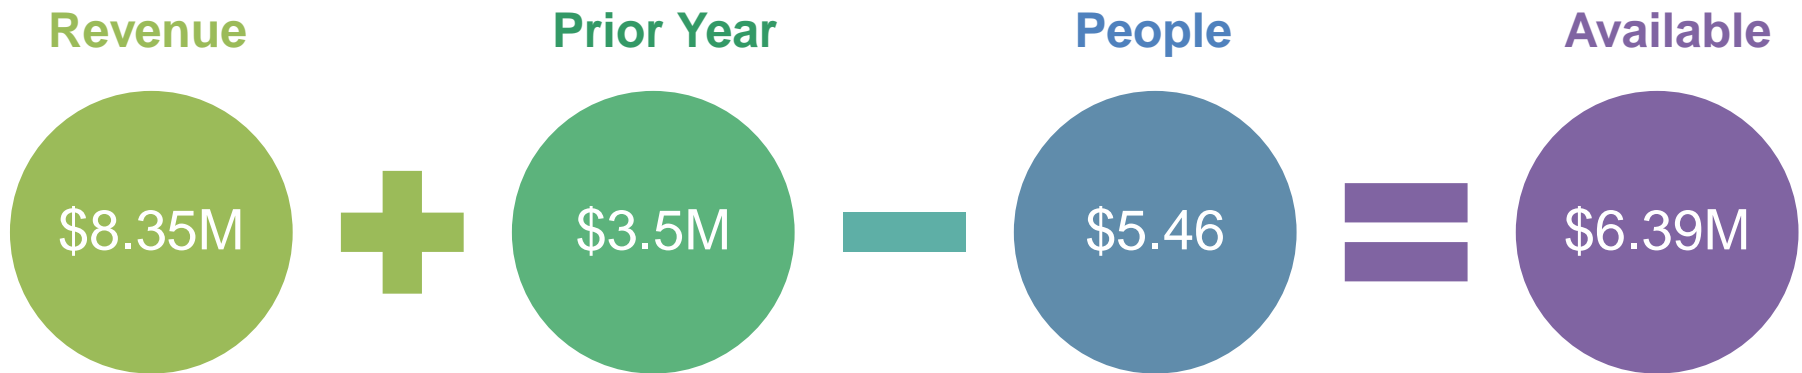 Revenue
Prior Year
People
Available
$8.35M
$3.5M
$5.46
$6.39M